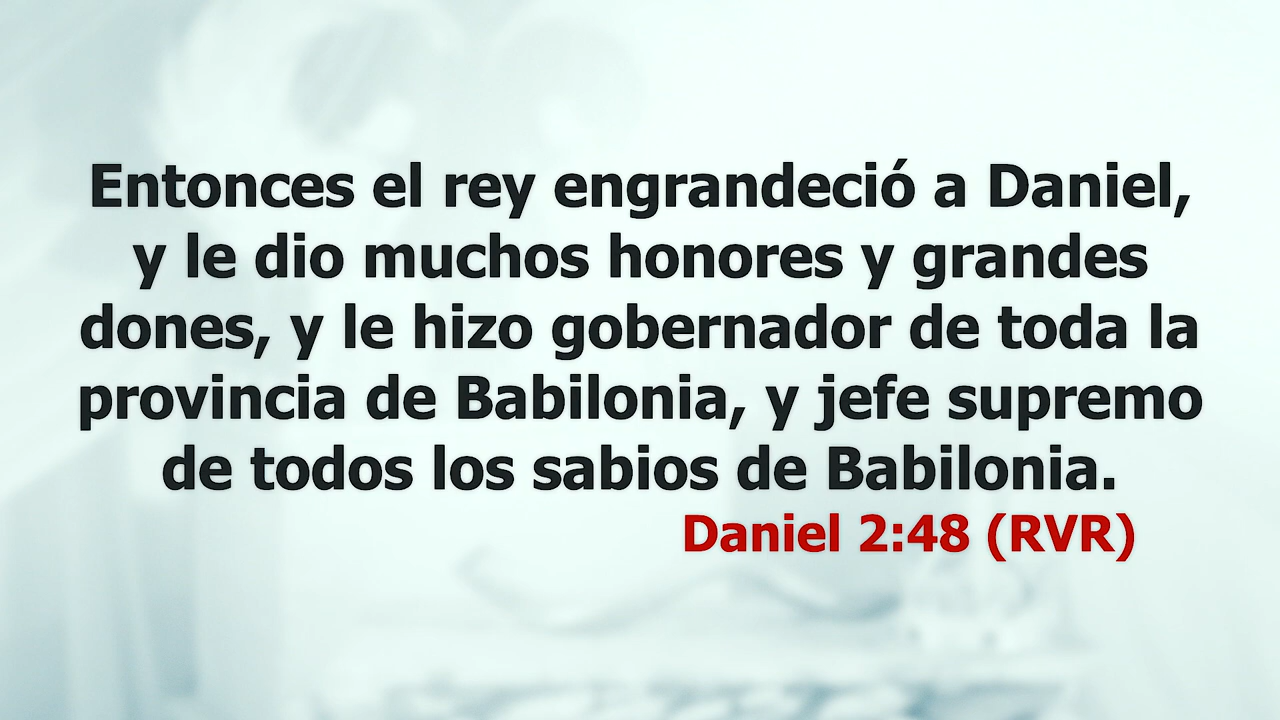 Entonces el rey engrandeció a Daniel,
y le dio muchos honores y grandes
dones, y le hizo gobernador de toda la
provincia de Babilonia, y jefe supremo
de todos los sabios de Babilonia.
Daniel 2:48 (RVR)